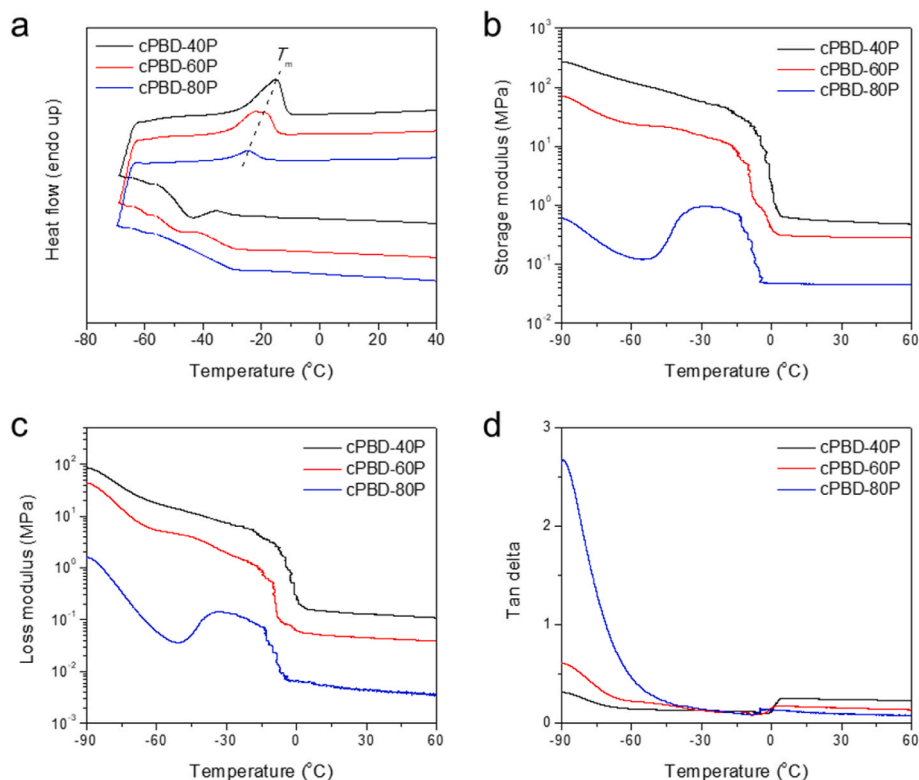 a
cPBD-40P
cPBD-60P
cPBD-80P
Tm
Heat flow (endo up)
-80 -60 -40 -20 0 20 40
Temperature (°C)
b
cPBD-40P
cPBD-60P
cPBD-80P
10³
10²
10¹
10⁰
10⁻¹
10⁻²
Storage modulus (MPa)
-90 -60 -30 0 30 60
Temperature (°C)
c
cPBD-40P
cPBD-60P
cPBD-80P
10²
10¹
10⁰
10⁻¹
10⁻²
10⁻³
Loss modulus (MPa)
-90 -60 -30 0 30 60
Temperature (°C)
d
cPBD-40P
cPBD-60P
cPBD-80P
3
2
1
0
Tan delta
-90 -60 -30 0 30 60
Temperature (°C)